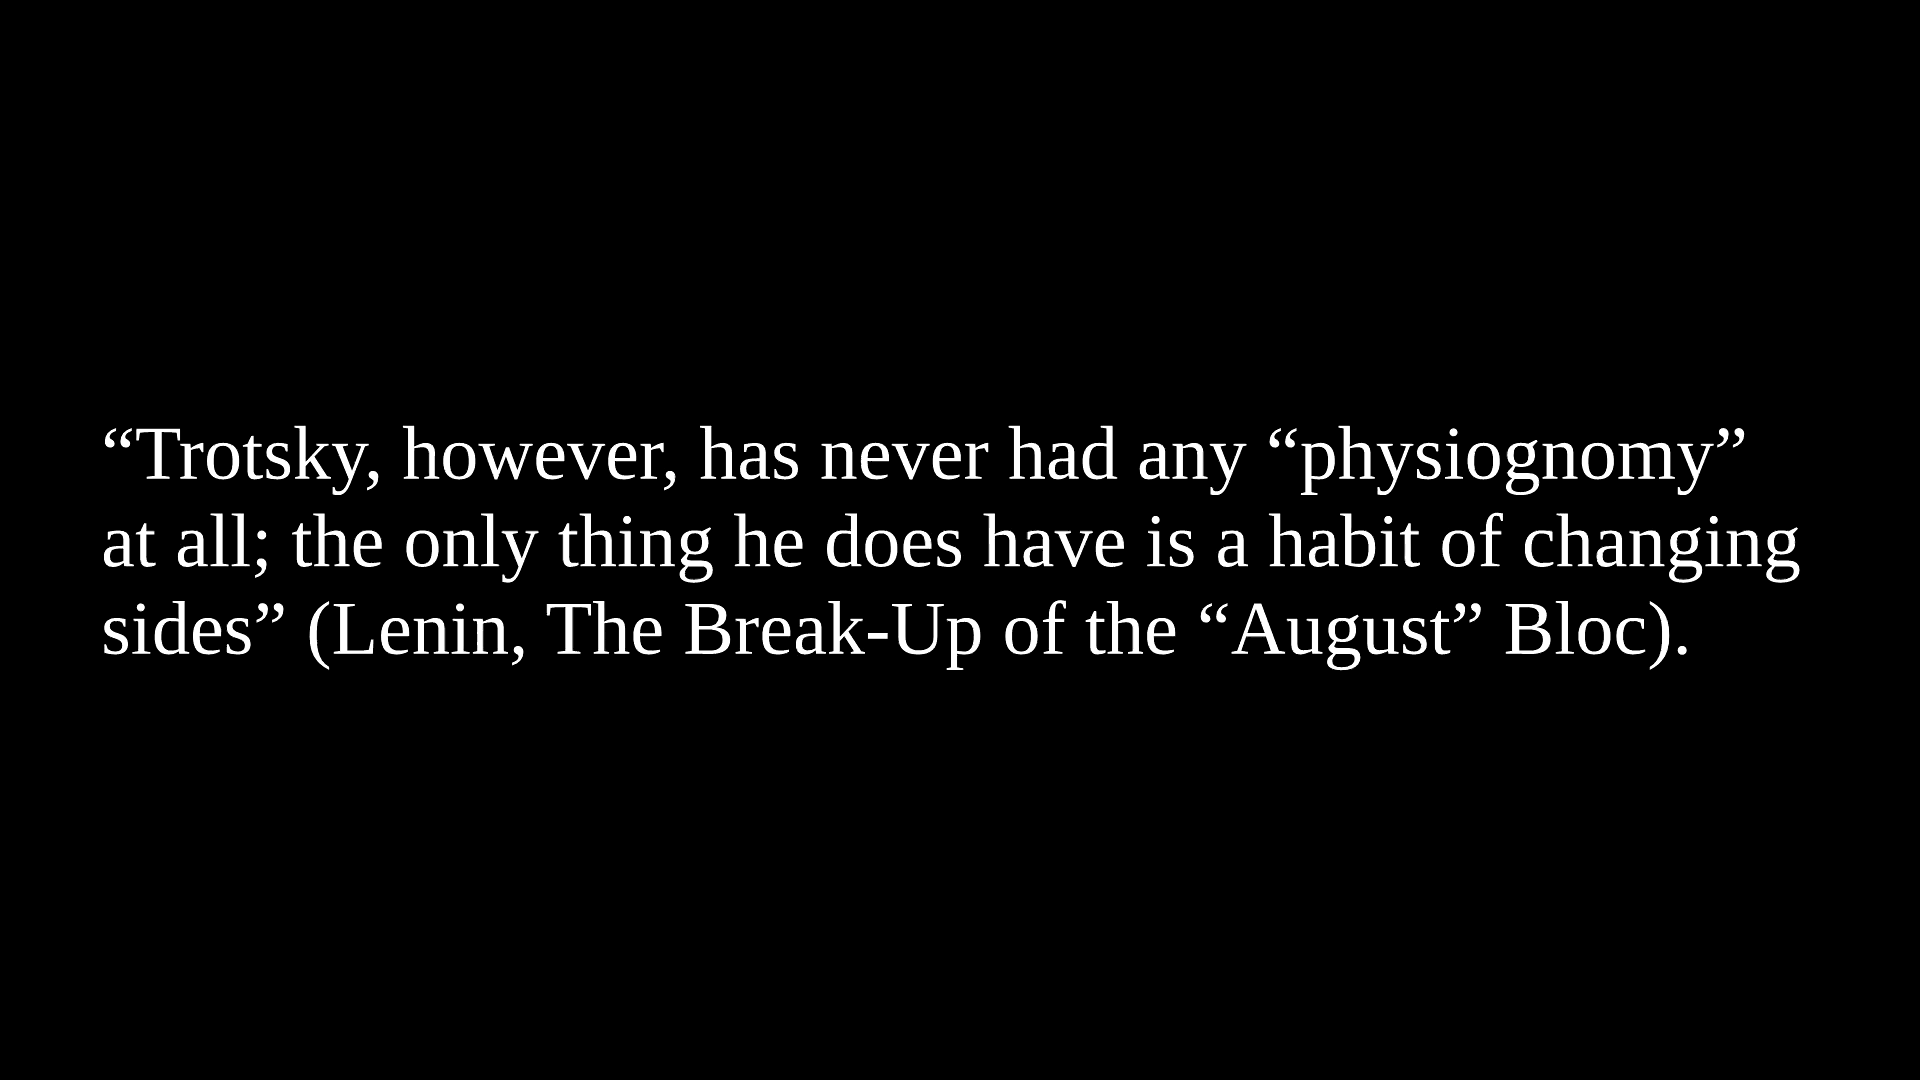 “Trotsky, however, has never had any “physiognomy”
at all; the only thing he does have is a habit of changing
sides” (Lenin, The Break-Up of the “August” Bloc).